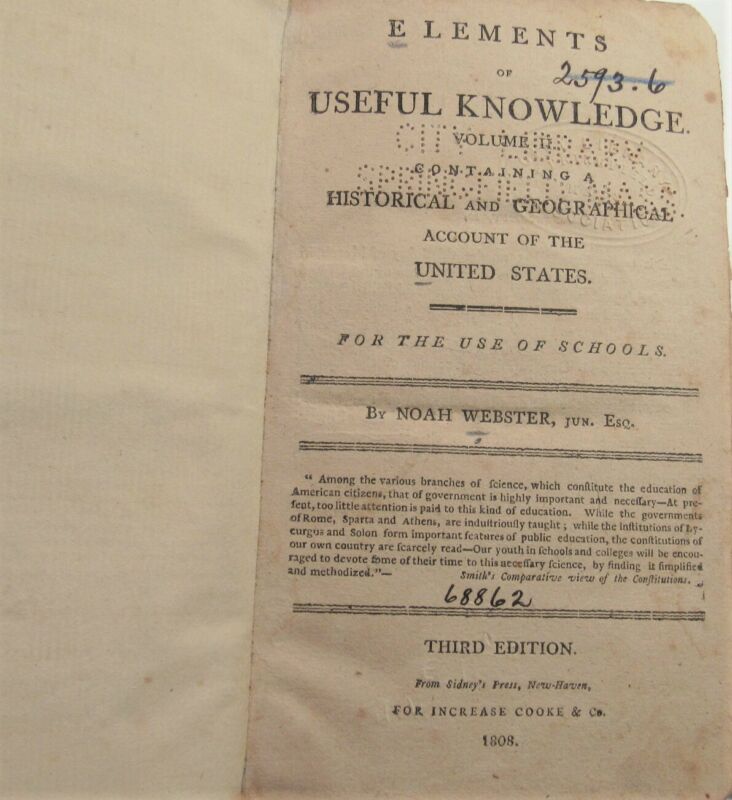 ELEMENTS
OF
2593.6
USEFUL KNOWLEDGE.
VOLUME II.
CITY LIBRARY
CONTAINING A
SPRINGFIELD MASS.
HISTORICAL AND GEOGRAPHICAL
ACCOUNT OF THE
UNITED STATES.
FOR THE USE OF SCHOOLS.
By NOAH WEBSTER, JUN. Esq.
“ Among the various branches of ſcience, which conſtitute the education of
American citizens, that of government is highly important and neceſſary—At pre-
ſent, too little attention is paid to this kind of education. While the governments
of Rome, Sparta and Athens, are induſtriouſly taught; while the inſtitutions of Ly-
curgus and Solon form important features of public education, the conſtitutions of
our own country are ſcarcely read—Our youth in ſchools and colleges will be encou-
raged to devote ſome of their time to this neceſſary ſcience, by finding it ſimplified
and methodized.”— Smith's Comparative view of the Conſtitutions.
68862
THIRD EDITION.
From Sidney's Preſs, New-Haven,
FOR INCREASE COOKE & Co.
1808.